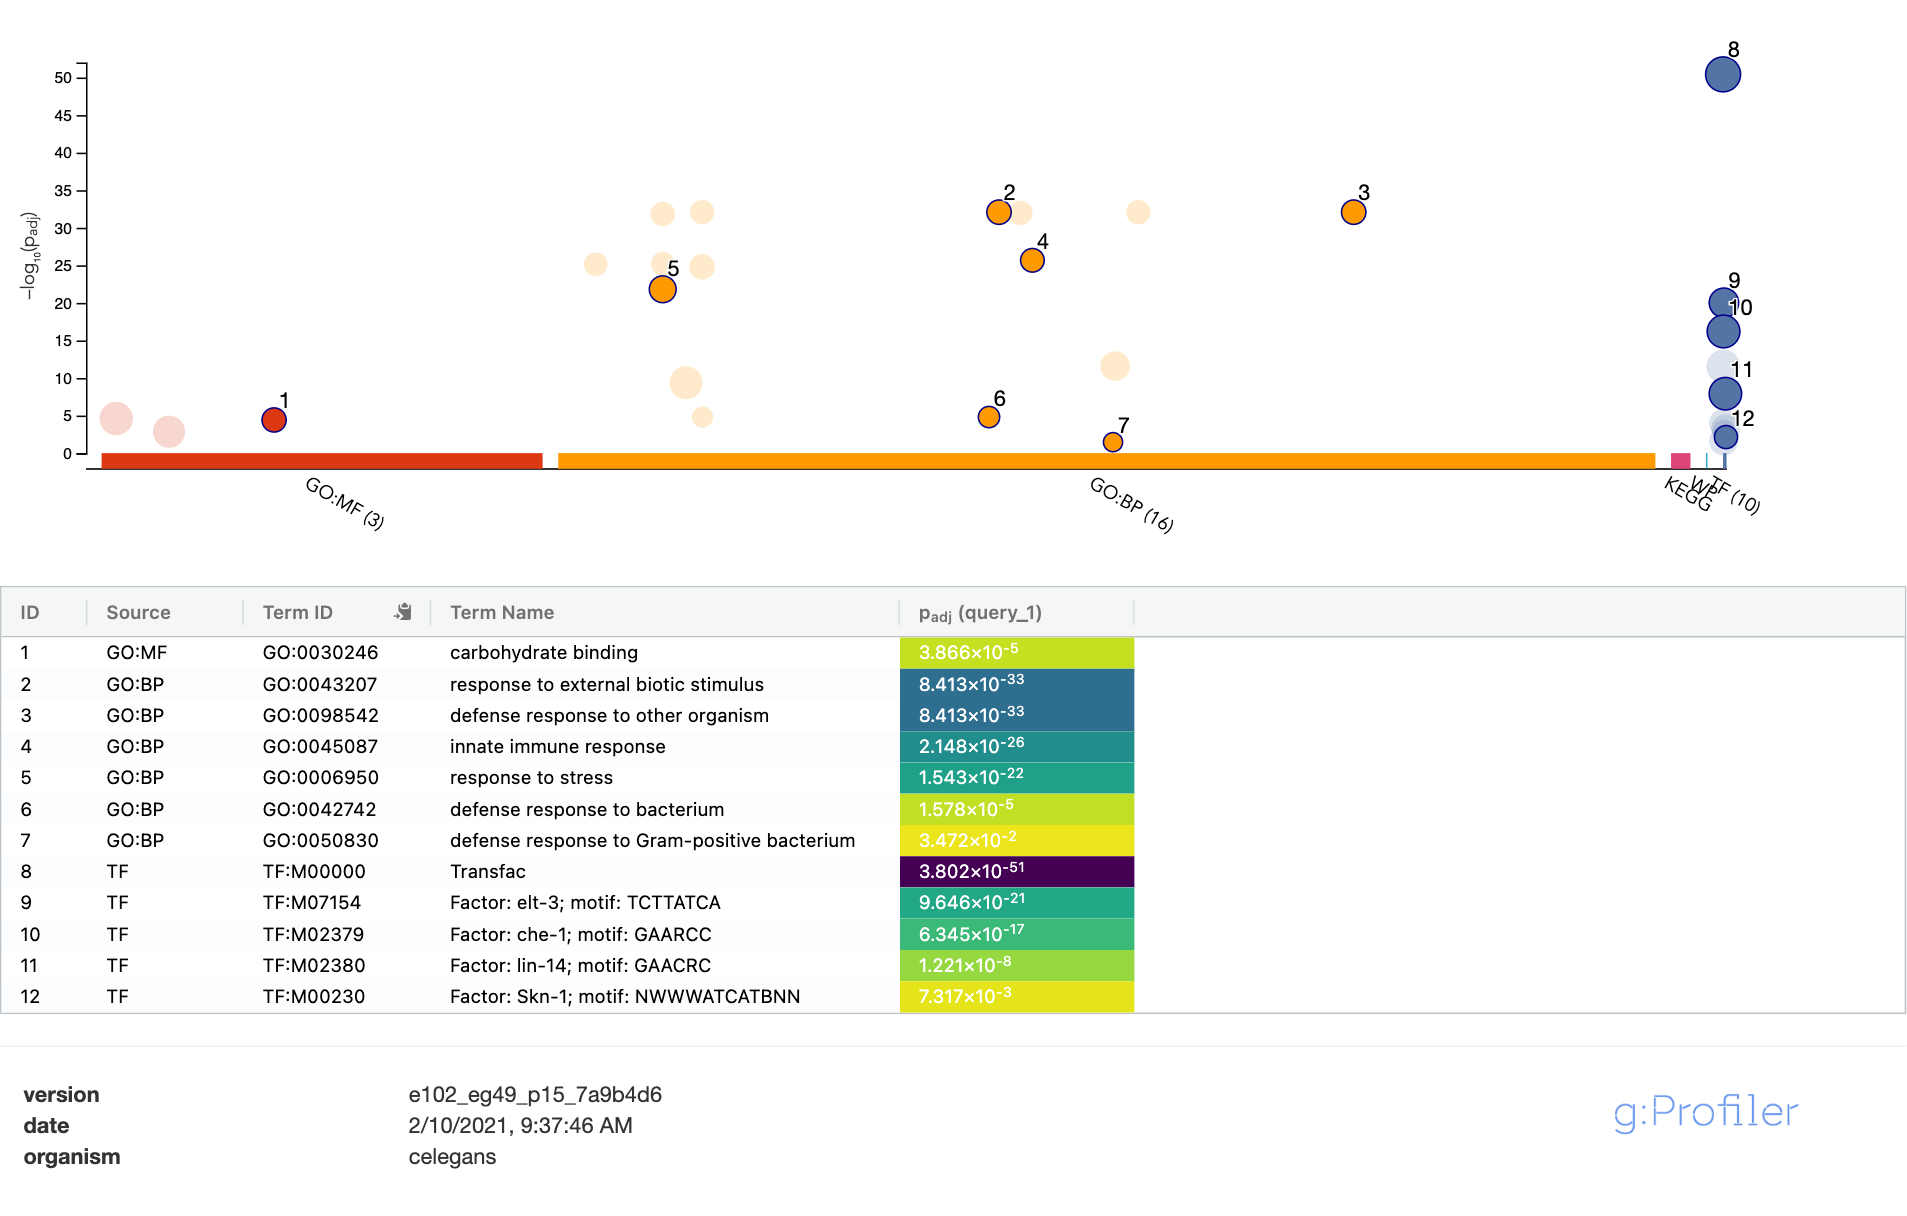 8
50
45
40
35
30
25
20
15
10
5
0
−log₁₀(padj)
2
3
4
5
9
10
1
6
7
11
12
GO:MF (3)
GO:BP (16)
KEGG
WP
TF (10)
ID Source Term ID Term Name padj (query_1)
1 GO:MF GO:0030246 carbohydrate binding 3.866×10⁻⁵
2 GO:BP GO:0043207 response to external biotic stimulus 8.413×10⁻³³
3 GO:BP GO:0098542 defense response to other organism 8.413×10⁻³³
4 GO:BP GO:0045087 innate immune response 2.148×10⁻²⁶
5 GO:BP GO:0006950 response to stress 1.543×10⁻²²
6 GO:BP GO:0042742 defense response to bacterium 1.578×10⁻⁵
7 GO:BP GO:0050830 defense response to Gram-positive bacterium 3.472×10⁻²
8 TF TF:M00000 Transfac 3.802×10⁻⁵¹
9 TF TF:M07154 Factor: elt-3; motif: TCTTATCA 9.646×10⁻²¹
10 TF TF:M02379 Factor: che-1; motif: GAARCC 6.345×10⁻¹⁷
11 TF TF:M02380 Factor: lin-14; motif: GAACRC 1.221×10⁻⁸
12 TF TF:M00230 Factor: Skn-1; motif: NWWWATCATBNN 7.317×10⁻³
version e102_eg49_p15_7a9b4d6
date 2/10/2021, 9:37:46 AM
organism celegans
g:Profiler